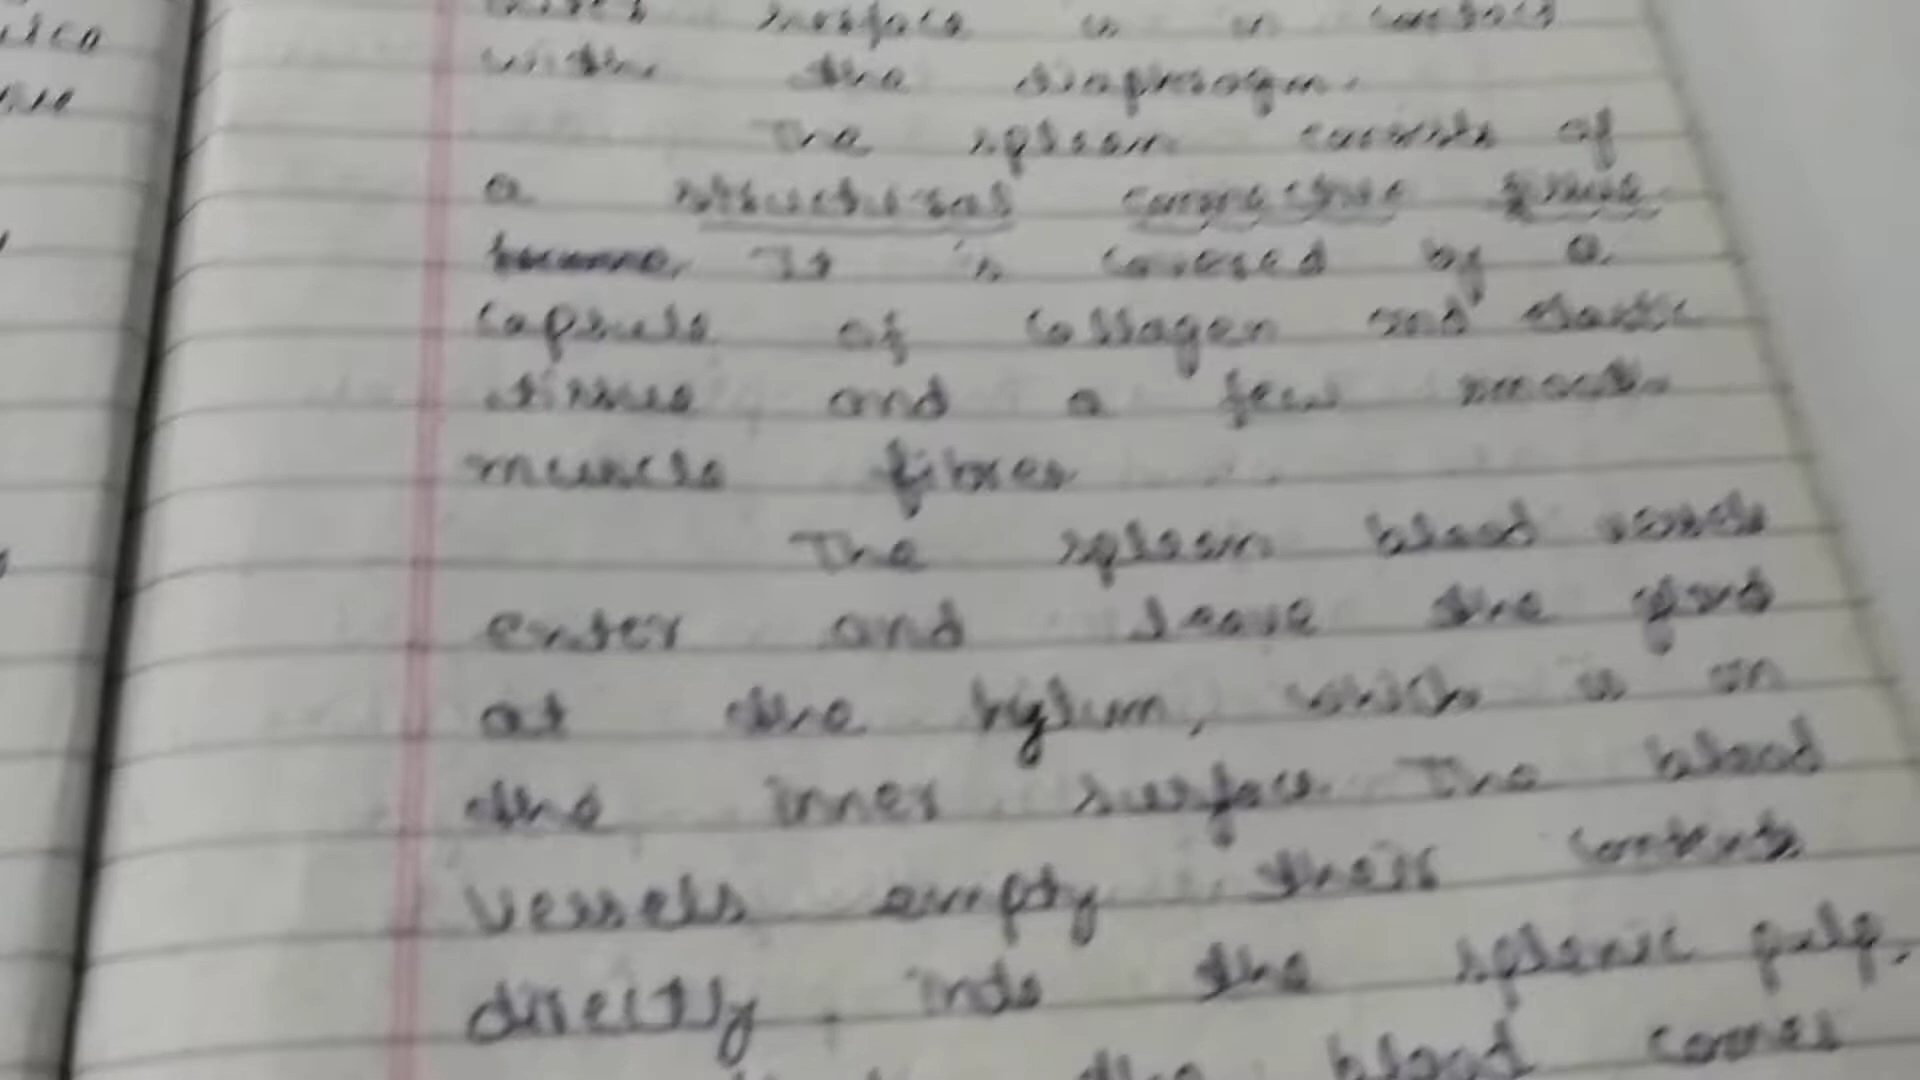 surface is in contact
with the diaphragm.
The spleen consists of
a structural connective tissue
It is covered by a
capsule of collagen and elastic
tissue and a few smooth
muscle fibres
The spleen blood vessels
enter and leave the gland
at the hylum, which is on
the inner surface. The blood
vessels empty their contents
directly into the splenic pulp.
the blood comes